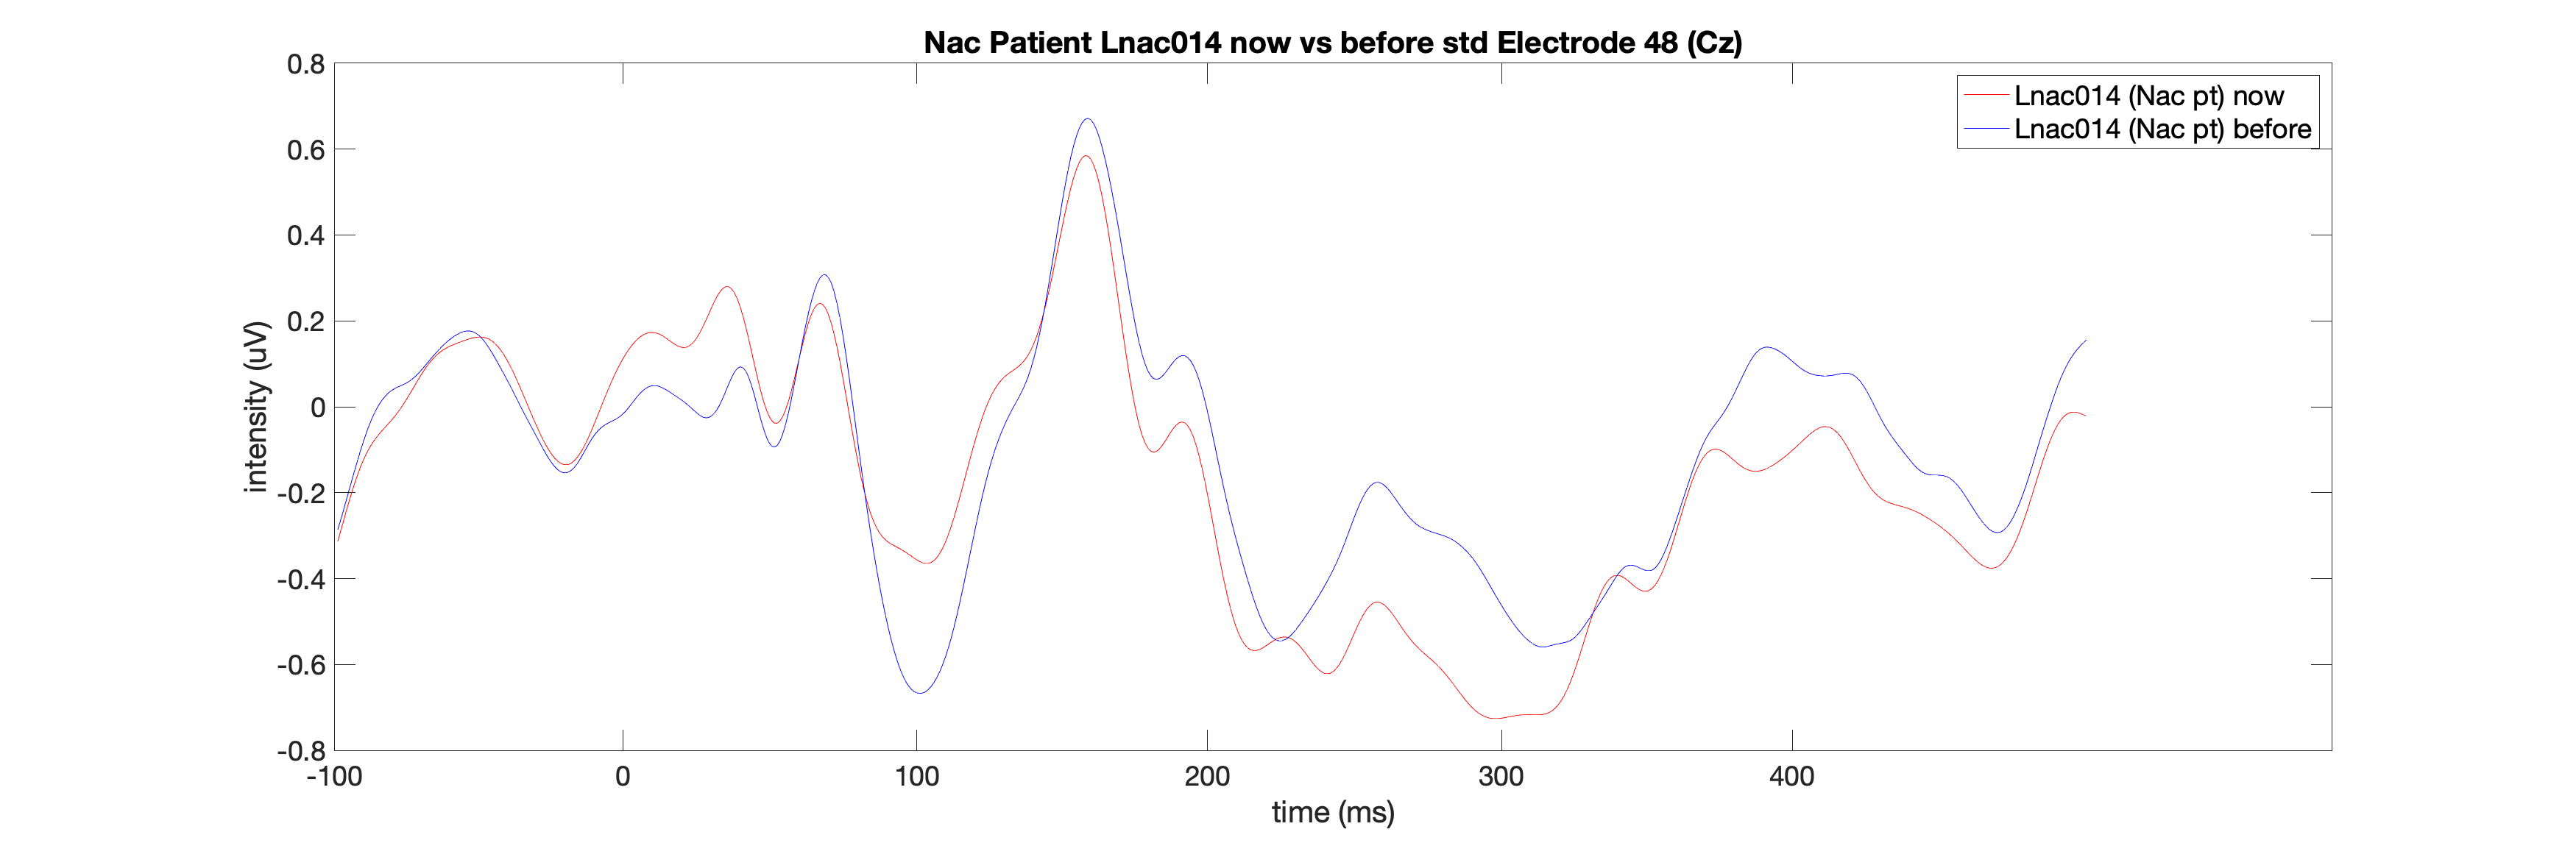 Nac Patient Lnac014 now vs before std Electrode 48 (Cz)
Lnac014 (Nac pt) now
Lnac014 (Nac pt) before
intensity (uV)
0.8
0.6
0.4
0.2
0
-0.2
-0.4
-0.6
-0.8
-100 0 100 200 300 400
time (ms)